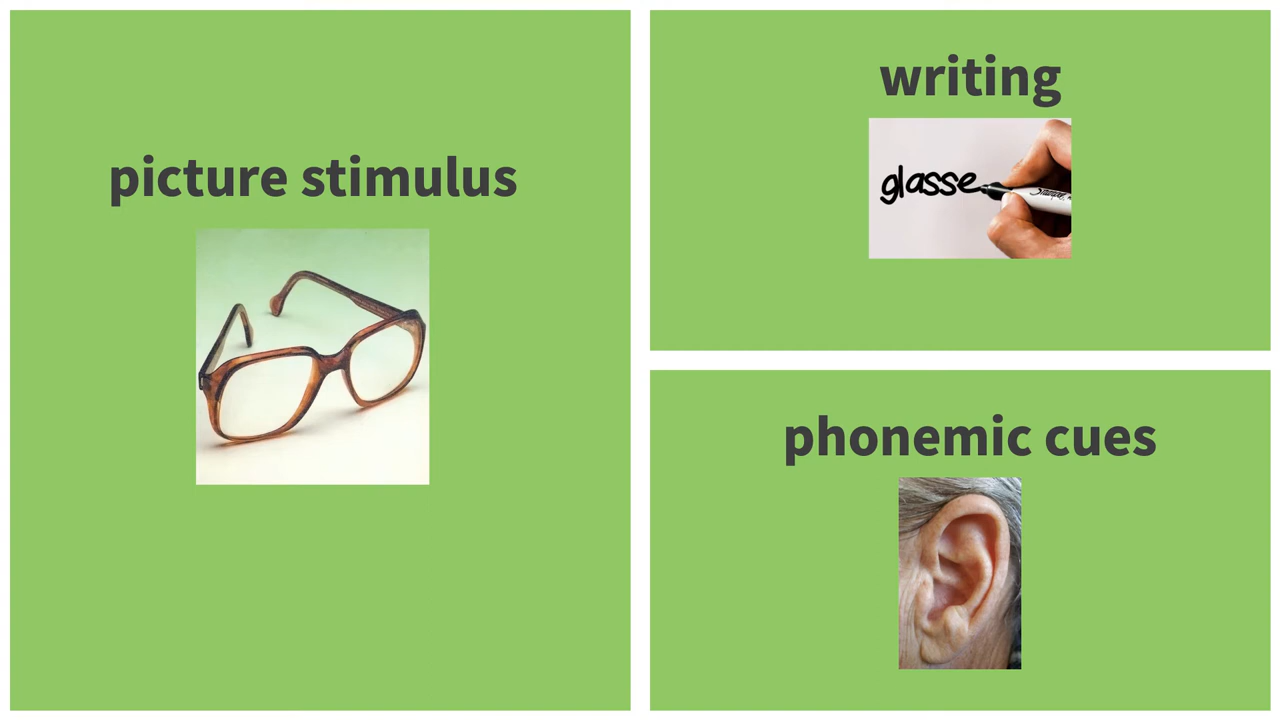 picture stimulus
writing
glasse
phonemic cues